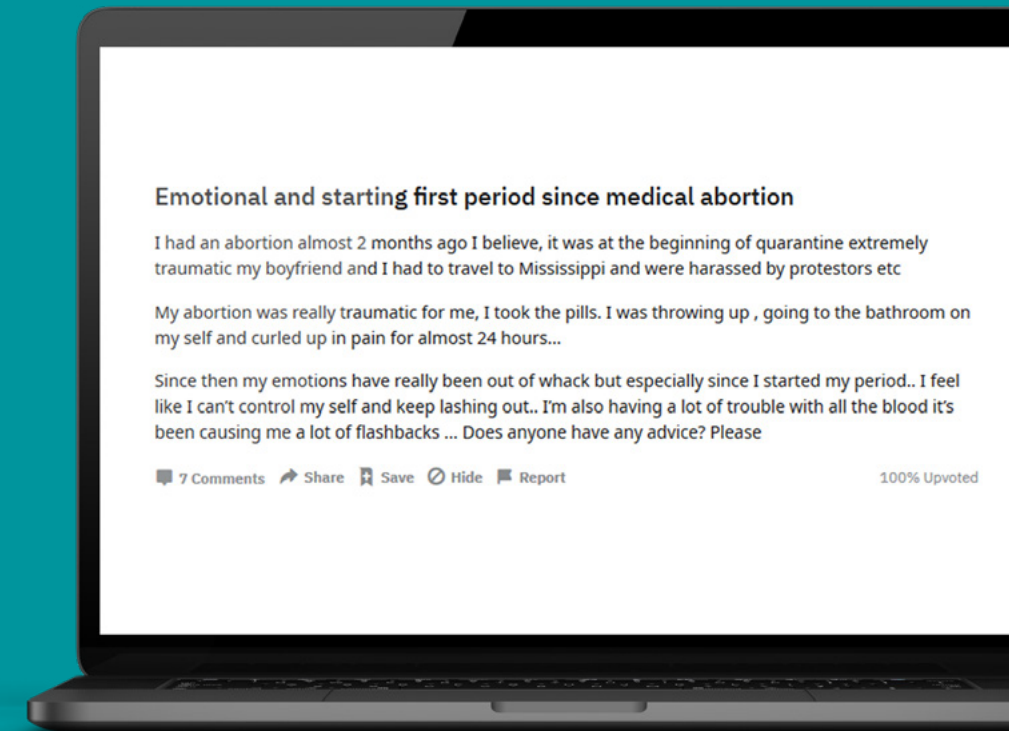 Emotional and starting first period since medical abortion
I had an abortion almost 2 months ago I believe, it was at the beginning of quarantine extremely
traumatic my boyfriend and I had to travel to Mississippi and were harassed by protestors etc
My abortion was really traumatic for me, I took the pills. I was throwing up , going to the bathroom on
my self and curled up in pain for almost 24 hours...
Since then my emotions have really been out of whack but especially since I started my period.. I feel
like I can't control my self and keep lashing out.. I'm also having a lot of trouble with all the blood it's
been causing me a lot of flashbacks ... Does anyone have any advice? Please
7 Comments Share Save Hide Report 100% Upvoted